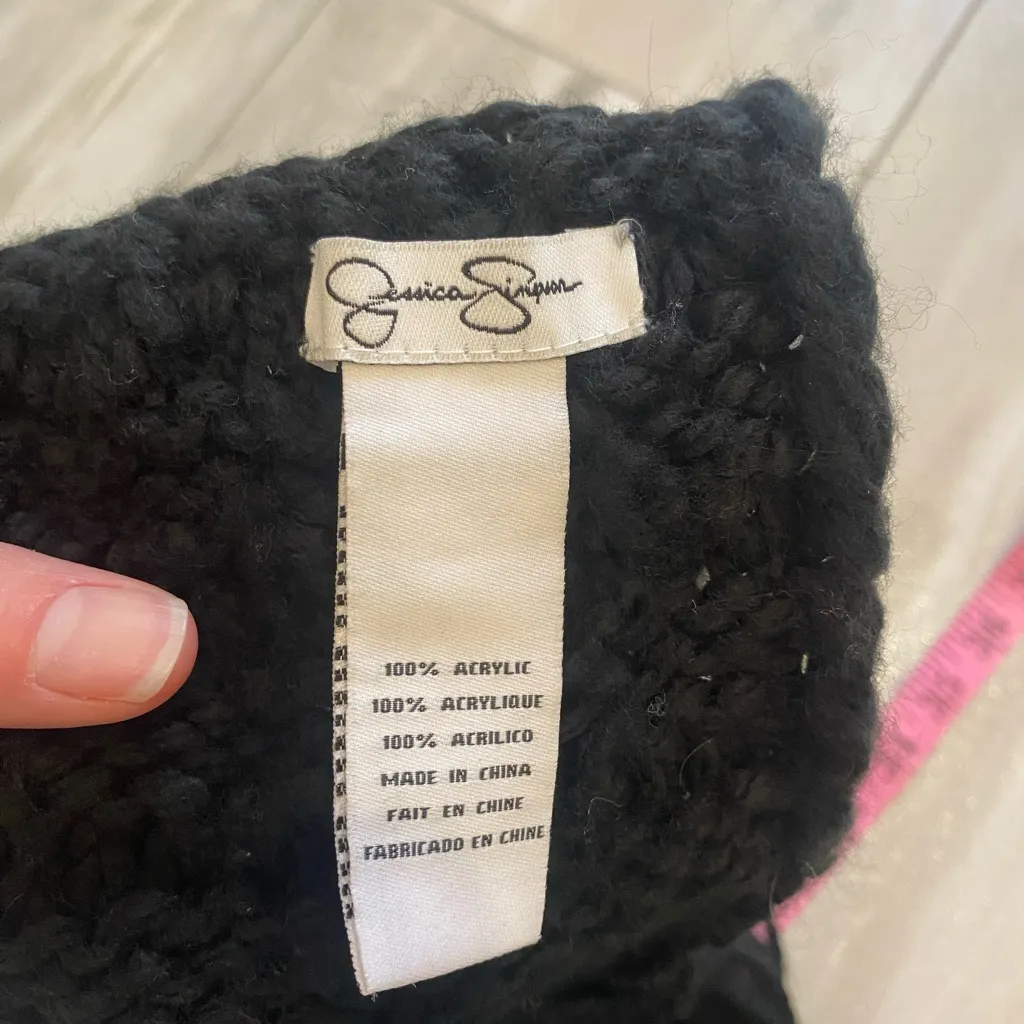 Jessica Simpson
100% ACRYLIC
100% ACRYLIQUE
100% ACRILICO
MADE IN CHINA
FAIT EN CHINE
FABRICADO EN CHINE